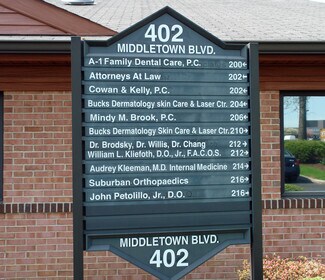 402
MIDDLETOWN BLVD.
A-1 Family Dental Care, P.C. 200
Attorneys At Law 202
Cowan & Kelly, P.C. 202
Bucks Dermatology skin Care & Laser Ctr. 204
Mindy M. Brook, P.C. 206
Bucks Dermatology Skin Care & Laser Ctr. 210
Dr. Brodsky, Dr. Willis, Dr. Chang 212
William L. Kliefoth, D.O., Jr., F.A.C.O.S. 212
Audrey Kleeman, M.D. Internal Medicine 214
Suburban Orthopaedics 216
John Petolillo, Jr., D.O. 216
MIDDLETOWN BLVD.
402